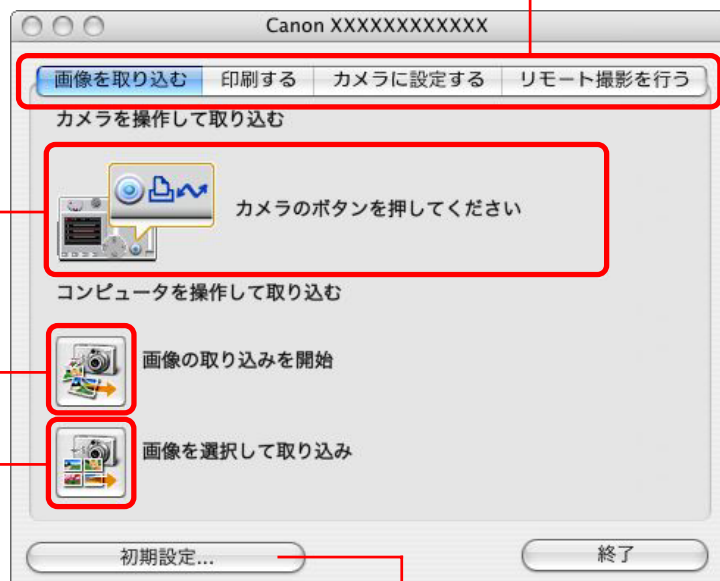 Canon XXXXXXXXXXXX
画像を取り込む 印刷する カメラに設定する リモート撮影を行う
カメラを操作して取り込む
カメラのボタンを押してください
コンピュータを操作して取り込む
画像の取り込みを開始
画像を選択して取り込み
初期設定... 終了